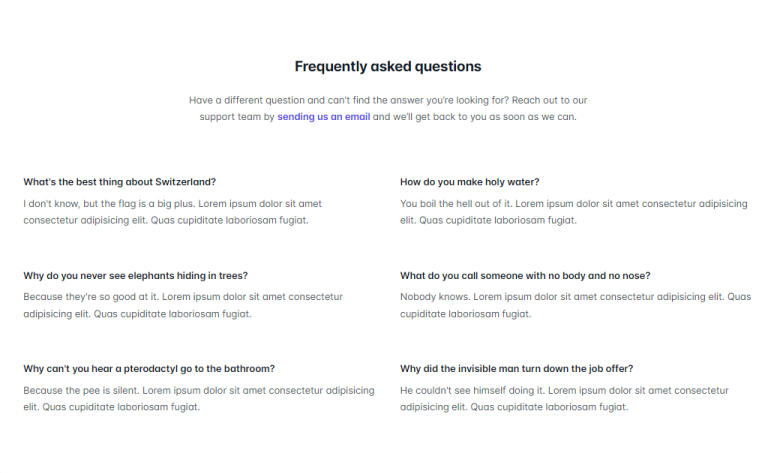 Frequently asked questions
Have a different question and can't find the answer you're looking for? Reach out to our
support team by sending us an email and we'll get back to you as soon as we can.
What's the best thing about Switzerland?
I don't know, but the flag is a big plus. Lorem ipsum dolor sit amet
consectetur adipisicing elit. Quas cupiditate laboriosam fugiat.
How do you make holy water?
You boil the hell out of it. Lorem ipsum dolor sit amet consectetur adipisicing
elit. Quas cupiditate laboriosam fugiat.
Why do you never see elephants hiding in trees?
Because they're so good at it. Lorem ipsum dolor sit amet consectetur
adipisicing elit. Quas cupiditate laboriosam fugiat.
What do you call someone with no body and no nose?
Nobody knows. Lorem ipsum dolor sit amet consectetur adipisicing elit. Quas
cupiditate laboriosam fugiat.
Why can't you hear a pterodactyl go to the bathroom?
Because the pee is silent. Lorem ipsum dolor sit amet consectetur adipisicing
elit. Quas cupiditate laboriosam fugiat.
Why did the invisible man turn down the job offer?
He couldn't see himself doing it. Lorem ipsum dolor sit amet consectetur
adipisicing elit. Quas cupiditate laboriosam fugiat.